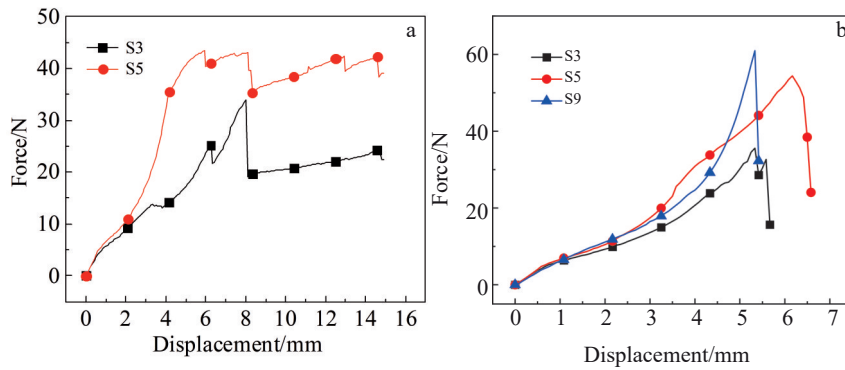 a
S3
S5
Force/N
50
40
30
20
10
0
0 2 4 6 8 10 12 14 16
Displacement/mm
b
S3
S5
S9
Force/N
60
40
20
0
0 1 2 3 4 5 6 7
Displacement/mm